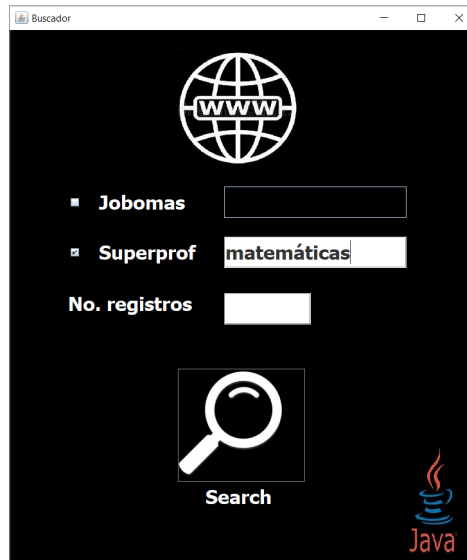 Buscador
WWW
Jobomas
Superprof matemáticas
No. registros
Search
Java